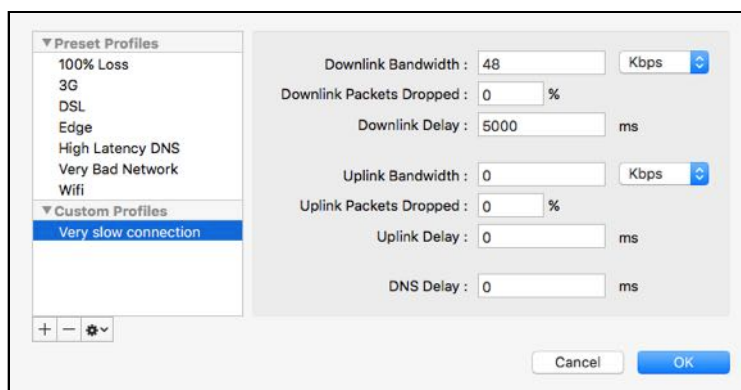 Preset Profiles
100% Loss
3G
DSL
Edge
High Latency DNS
Very Bad Network
Wifi
Custom Profiles
Very slow connection
Downlink Bandwidth : 48 Kbps
Downlink Packets Dropped : 0 %
Downlink Delay : 5000 ms
Uplink Bandwidth : 0 Kbps
Uplink Packets Dropped : 0 %
Uplink Delay : 0 ms
DNS Delay : 0 ms
Cancel OK